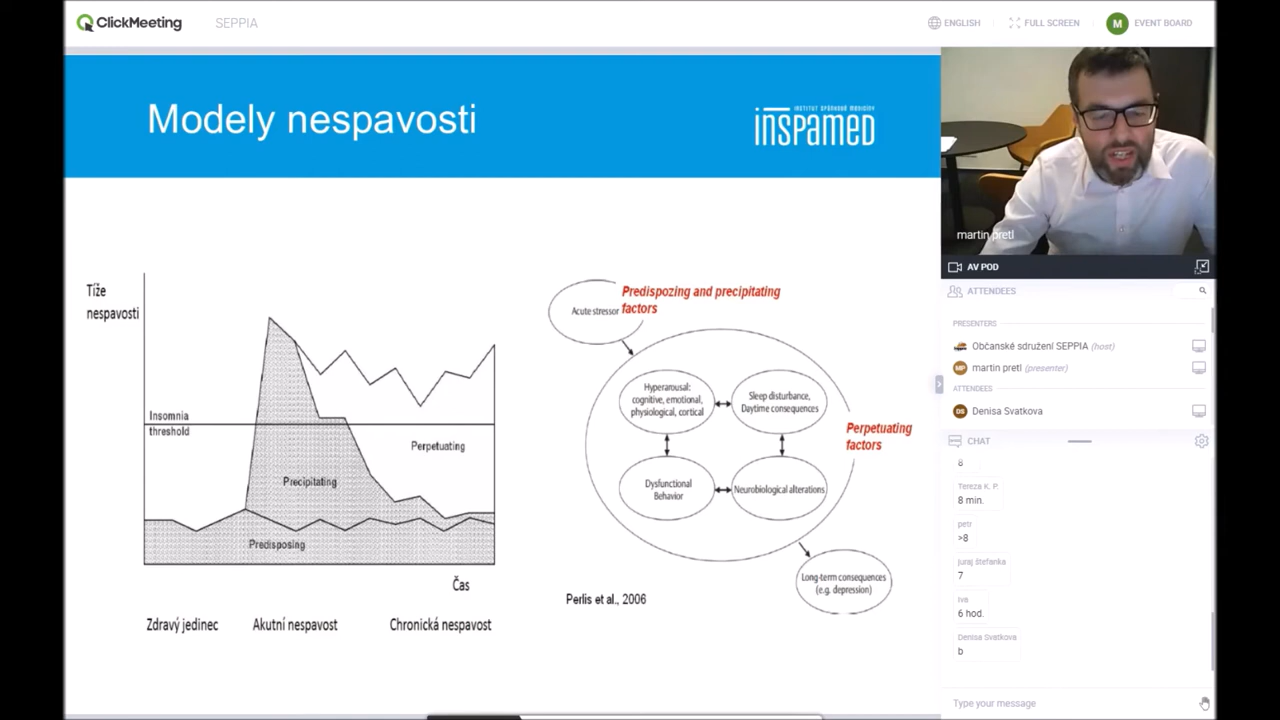 ClickMeeting
SEPPIA
ENGLISH
FULL SCREEN
M
EVENT BOARD
Modely nespavosti
INSTITUT SPÁNKOVÉ MEDICÍNY
inspamed
Tíže
nespavosti
Insomnia
threshold
Perpetuating
Precipitating
Predisposing
Čas
Zdravý jedinec
Akutní nespavost
Chronická nespavost
Predispozing and precipitating
factors
Acute stressor
Hyperarousal:
cognitive, emotional,
physiological, cortical
Sleep disturbance,
Daytime consequences
Perpetuating
factors
Dysfunctional
Behavior
Neurobiological alterations
Long-term consequences
(e.g. depression)
Perlis et al., 2006
martin pretl
AV POD
ATTENDEES
PRESENTERS
Občanské sdružení SEPPIA (host)
MP
martin pretl (presenter)
ATTENDEES
DS
Denisa Svatkova
CHAT
8
Tereza K. P.
8 min.
petr
>8
juraj štefanka
7
Iva
6 hod.
Denisa Svatkova
b
Type your message